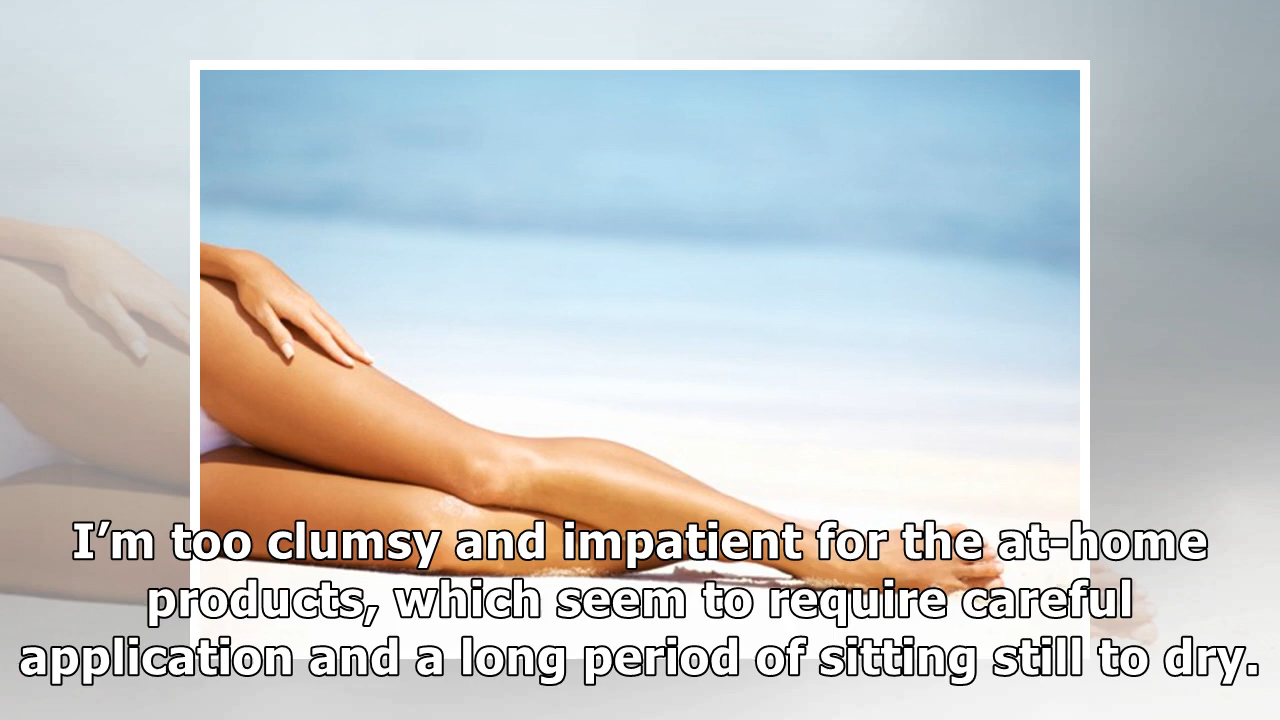 I’m too clumsy and impatient for the at-home
products, which seem to require careful
application and a long period of sitting still to dry.